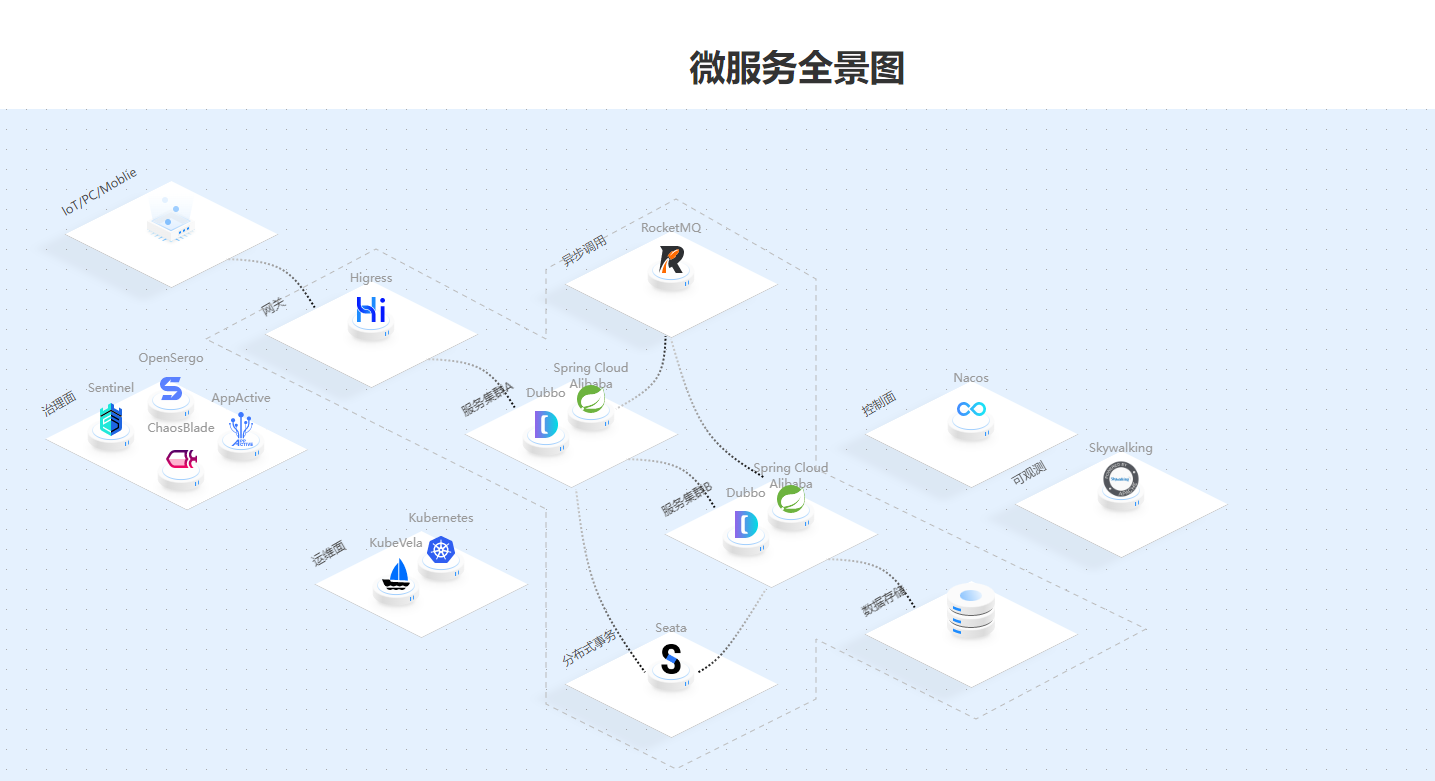 微服务全景图
IoT/PC/Moblie
RocketMQ
异步调用
Higress
网关
OpenSergo
Sentinel
治理面
AppActive
ChaosBlade
Spring Cloud
Alibaba
Dubbo
服务集群A
Nacos
控制面
Skywalking
可观测
Spring Cloud
Alibaba
Dubbo
服务集群B
Kubernetes
KubeVela
运维面
数据存储
Seata
分布式事务